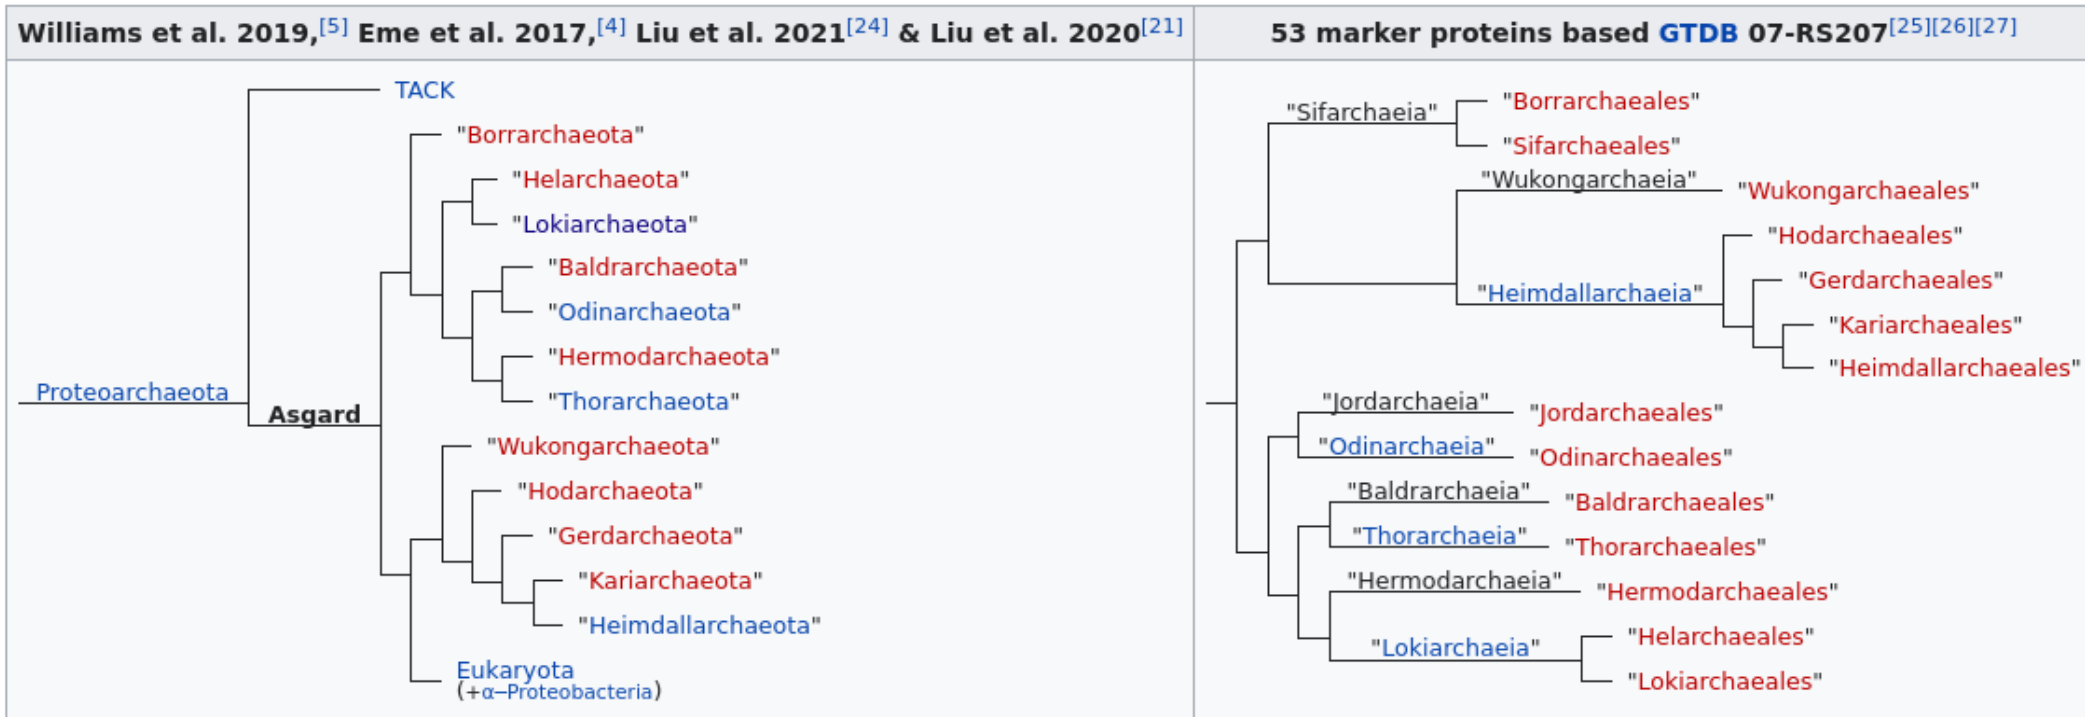 Williams et al. 2019,[5] Eme et al. 2017,[4] Liu et al. 2021[24] & Liu et al. 2020[21]
TACK
"Borrarchaeota"
"Helarchaeota"
"Lokiarchaeota"
"Baldrarchaeota"
"Odinarchaeota"
"Hermodarchaeota"
"Thorarchaeota"
Proteoarchaeota
Asgard
"Wukongarchaeota"
"Hodarchaeota"
"Gerdarchaeota"
"Kariarchaeota"
"Heimdallarchaeota"
Eukaryota
(+α–Proteobacteria)
53 marker proteins based GTDB 07-RS207[25][26][27]
"Sifarchaeia"
"Borrarchaeales"
"Sifarchaeales"
"Wukongarchaeia"
"Wukongarchaeales"
"Hodarchaeales"
"Heimdallarchaeia"
"Gerdarchaeales"
"Kariarchaeales"
"Heimdallarchaeales"
"Jordarchaeia"
"Jordarchaeales"
"Odinarchaeia"
"Odinarchaeales"
"Baldrarchaeia"
"Baldrarchaeales"
"Thorarchaeia"
"Thorarchaeales"
"Hermodarchaeia"
"Hermodarchaeales"
"Lokiarchaeia"
"Helarchaeales"
"Lokiarchaeales"